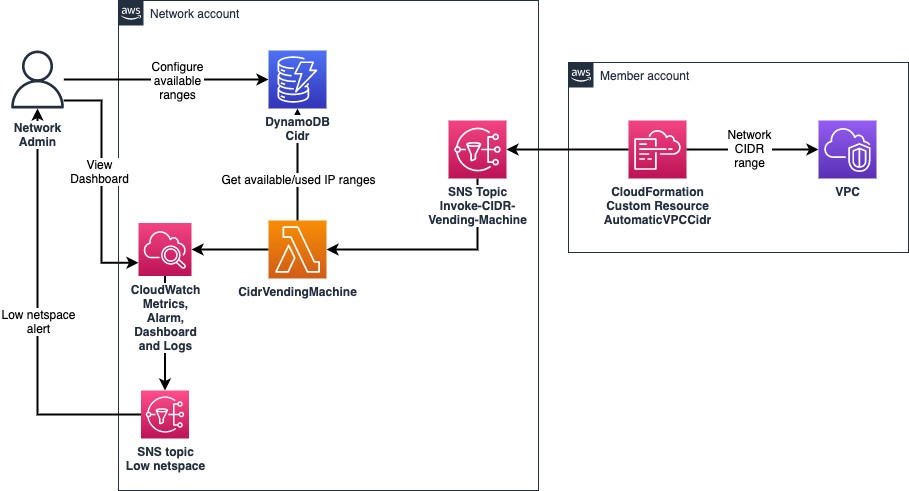 aws
Network account
aws
Member account
Configure
available
ranges
Network
Admin
DynamoDB
Cidr
View
Dashboard
Get available/used IP ranges
SNS Topic
Invoke-CIDR-
Vending-Machine
CloudFormation
Custom Resource
AutomaticVPCCidr
Network
CIDR
range
VPC
CloudWatch
Metrics,
Alarm,
Dashboard
and Logs
CidrVendingMachine
Low netspace
alert
SNS topic
Low netspace